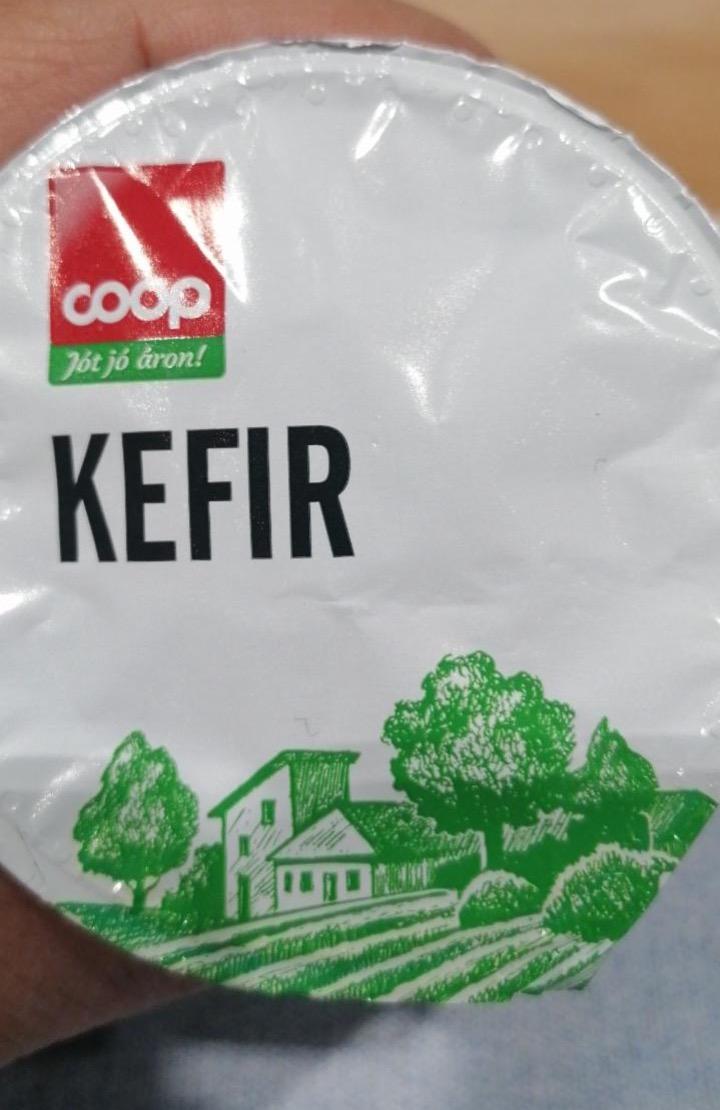 coop
Jót jó áron!
KEFIR